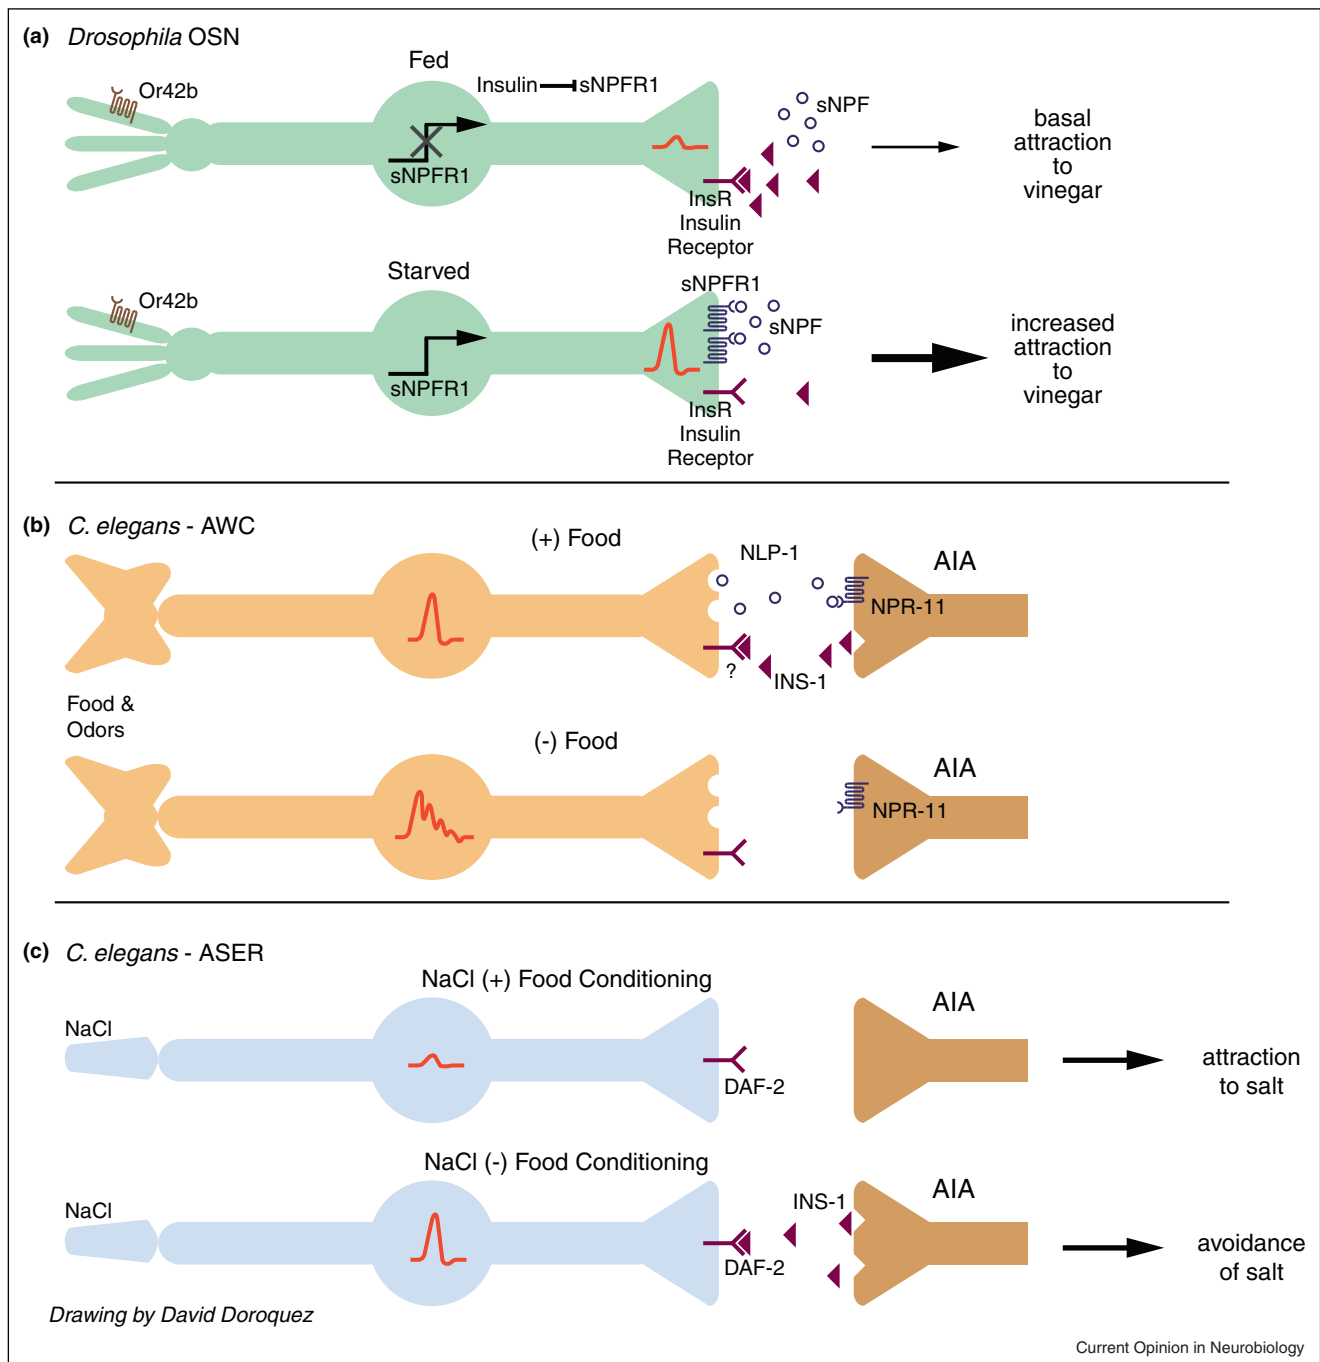 (a) Drosophila OSN
Fed
Or42b
Insulin sNPFR1
sNPF
sNPFR1
InsR
Insulin
Receptor
basal
attraction
to
vinegar
Starved
Or42b
sNPFR1
sNPF
sNPFR1
InsR
Insulin
Receptor
increased
attraction
to
vinegar
(b) C. elegans - AWC
(+) Food
NLP-1
AIA
NPR-11
?
INS-1
Food &
Odors
(-) Food
AIA
NPR-11
(c) C. elegans - ASER
NaCl (+) Food Conditioning
NaCl
AIA
DAF-2
attraction
to salt
NaCl (-) Food Conditioning
NaCl
INS-1
AIA
DAF-2
avoidance
of salt
Drawing by David Doroquez
Current Opinion in Neurobiology